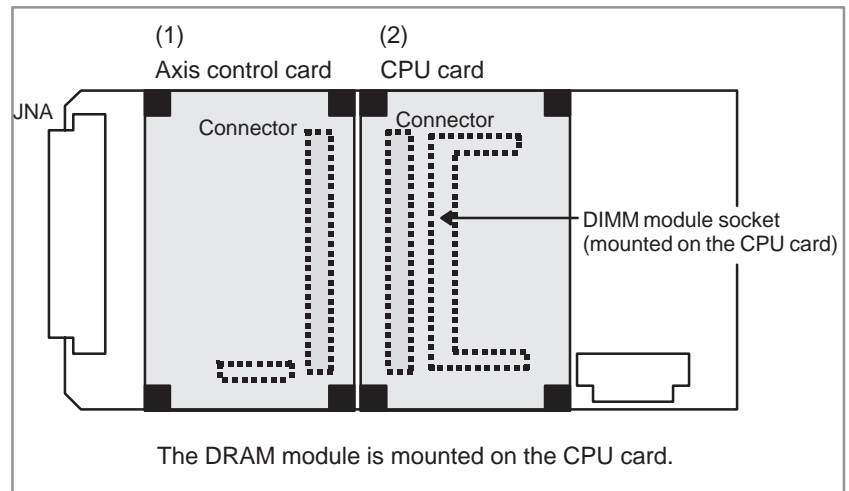 (1)
(2)
Axis control card
CPU card
JNA
Connector
Connector
DIMM module socket
(mounted on the CPU card)
The DRAM module is mounted on the CPU card.